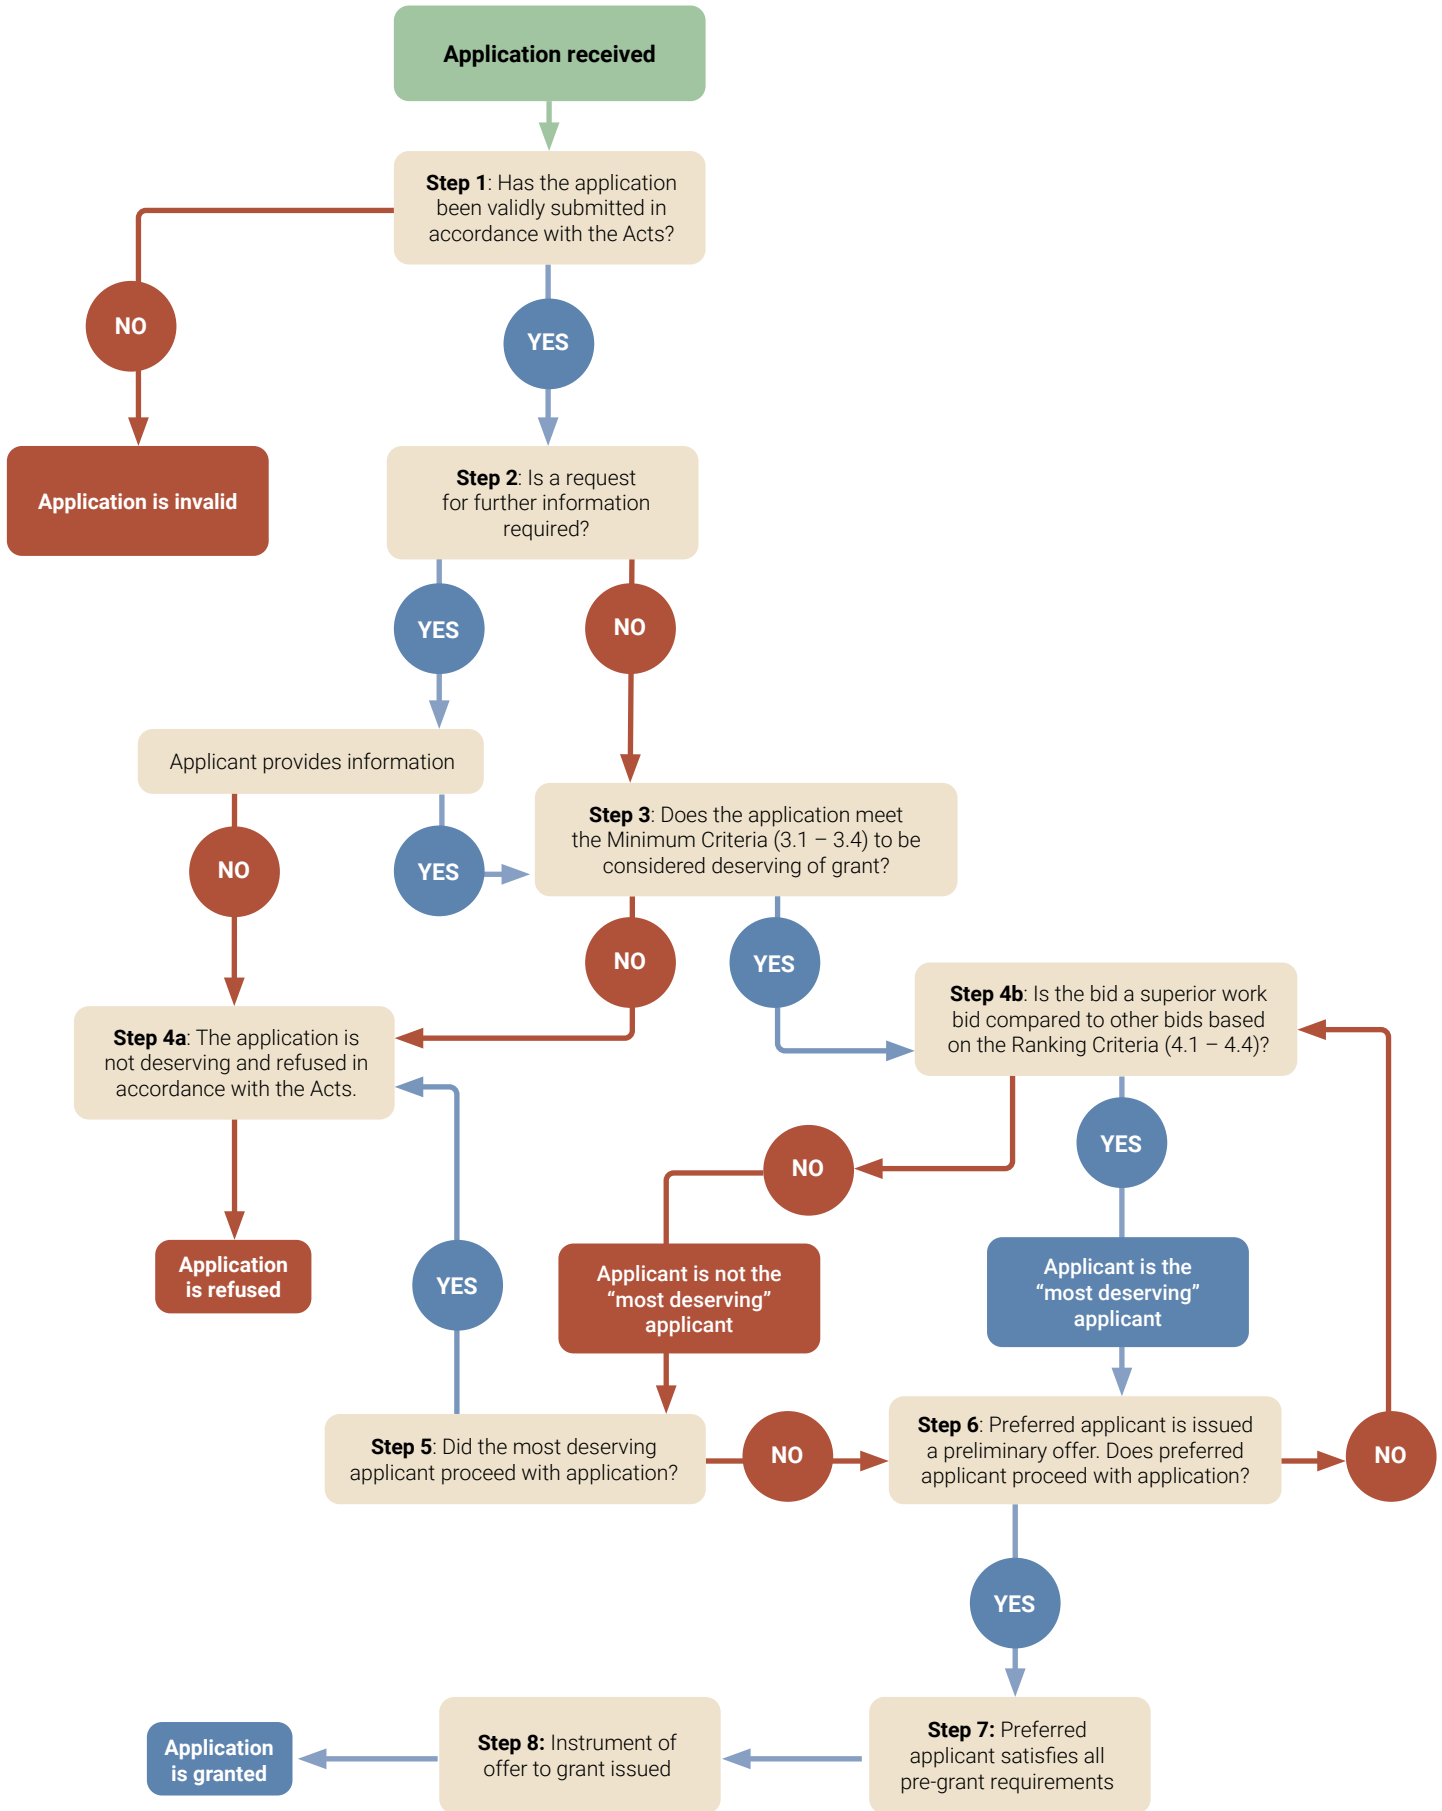 Application received
Step 1: Has the application
been validly submitted in
accordance with the Acts?
NO
YES
Application is invalid
Step 2: Is a request
for further information
required?
YES
NO
Applicant provides information
Step 3: Does the application meet
the Minimum Criteria (3.1 – 3.4) to be
considered deserving of grant?
NO
YES
NO
YES
Step 4a: The application is
not deserving and refused in
accordance with the Acts.
Step 4b: Is the bid a superior work
bid compared to other bids based
on the Ranking Criteria (4.1 – 4.4)?
NO
YES
Application
is refused
YES
Applicant is not the
“most deserving”
applicant
Applicant is the
“most deserving”
applicant
Step 5: Did the most deserving
applicant proceed with application?
NO
Step 6: Preferred applicant is issued
a preliminary offer. Does preferred
applicant proceed with application?
NO
YES
Application
is granted
Step 8: Instrument of
offer to grant issued
Step 7: Preferred
applicant satisfies all
pre-grant requirements